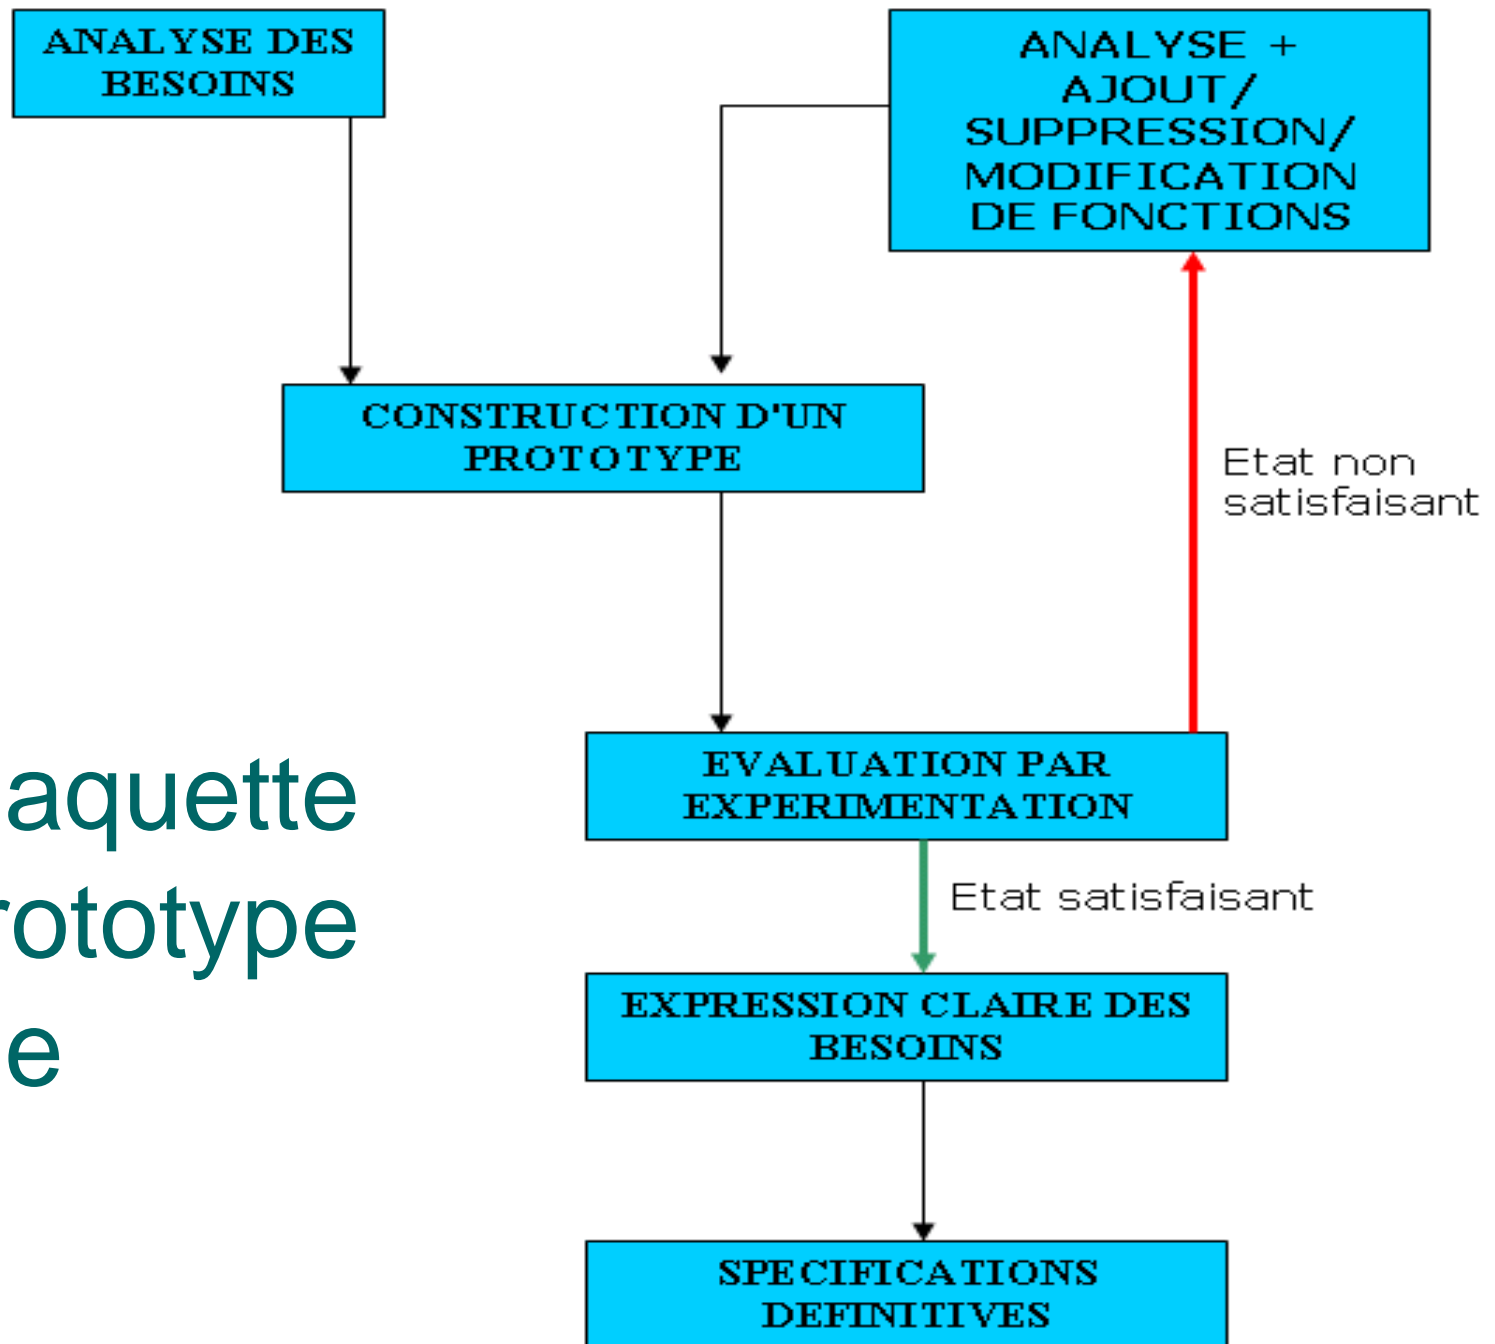 ANALYSE DES
BESOINS
ANALYSE +
AJOUT/
SUPPRESSION/
MODIFICATION
DE FONCTIONS
CONSTRUCTION D'UN
PROTOTYPE
Etat non
satisfaisant
EVALUATION PAR
EXPERIMENTATION
aquette
rototype
e
Etat satisfaisant
EXPRESSION CLAIRE DES
BESOINS
SPECIFICATIONS
DEFINITIVES